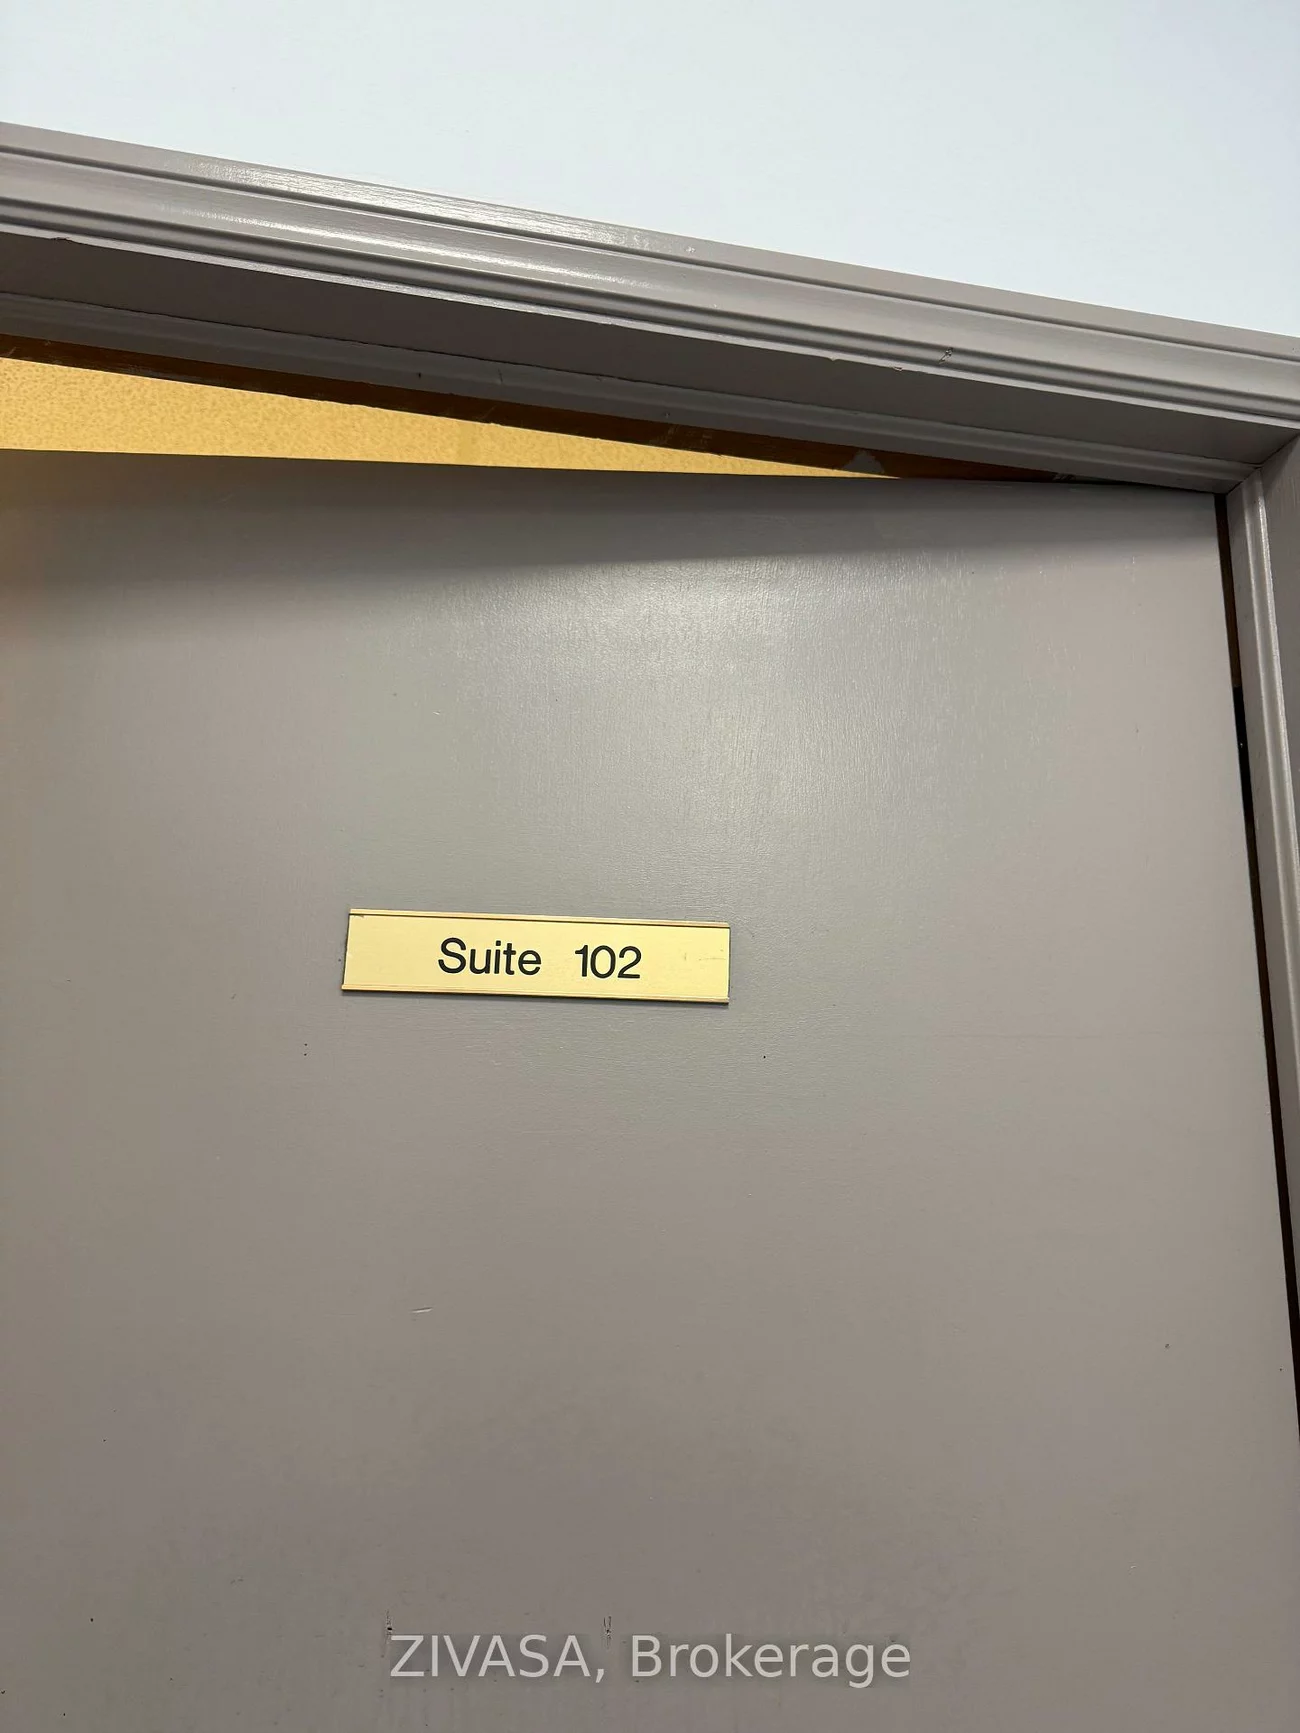 Suite 102
ZIVASA, Brokerage